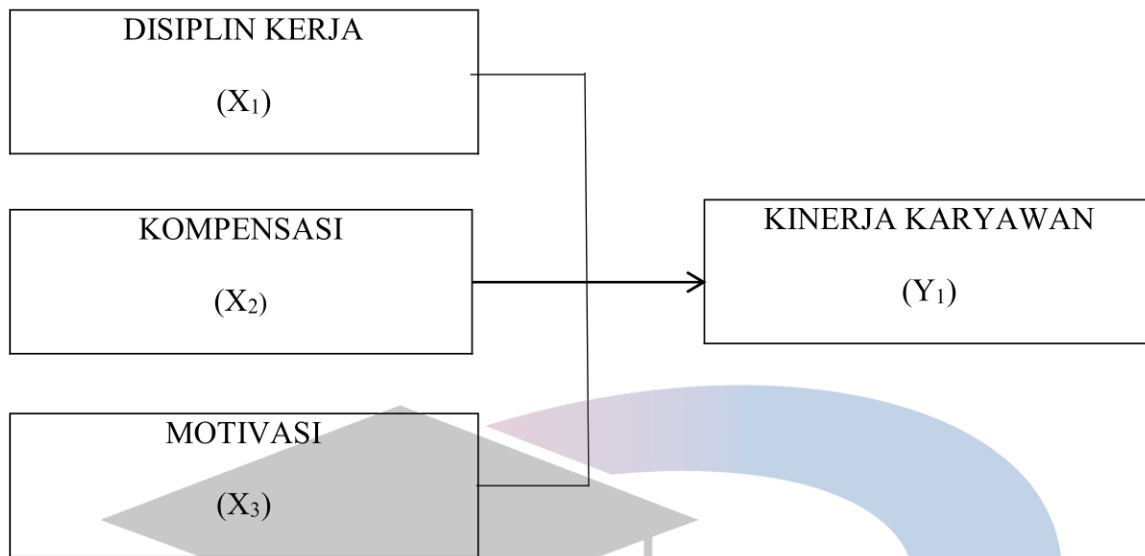 DISIPLIN KERJA
(X₁)
KOMPENSASI
(X₂)
MOTIVASI
(X₃)
KINERJA KARYAWAN
(Y₁)